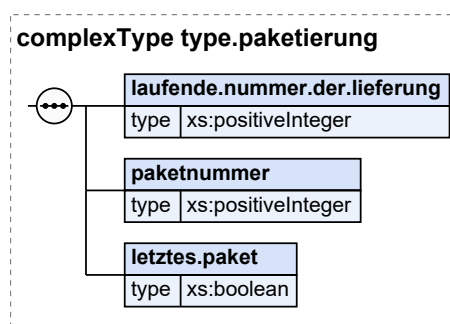 complexType type.paketierung
laufende.nummer.der.lieferung
type xs:positiveInteger
paketnummer
type xs:positiveInteger
letztes.paket
type xs:boolean